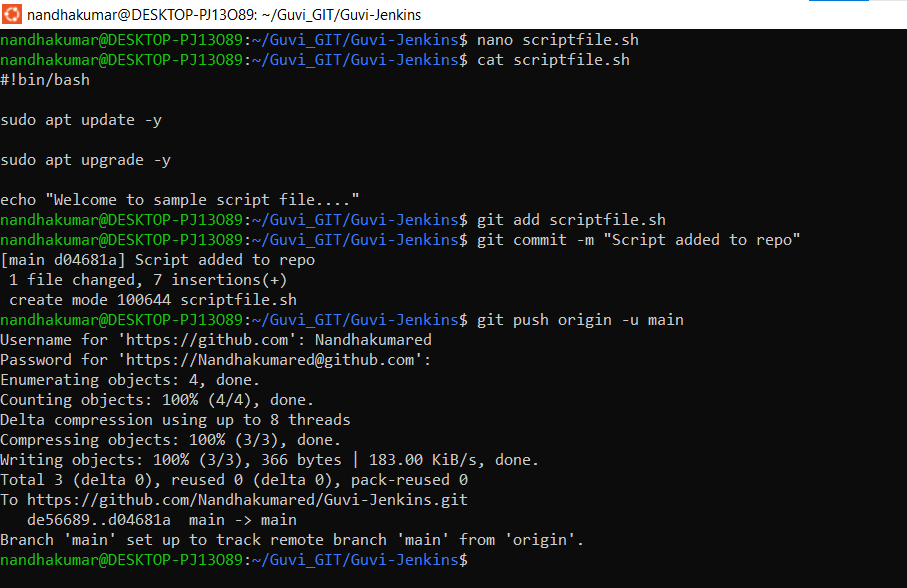 nandhakumar@DESKTOP-PJ13O89: ~/Guvi_GIT/Guvi-Jenkins
nandhakumar@DESKTOP-PJ13O89:~/Guvi_GIT/Guvi-Jenkins$ nano scriptfile.sh
nandhakumar@DESKTOP-PJ13O89:~/Guvi_GIT/Guvi-Jenkins$ cat scriptfile.sh
#!bin/bash
sudo apt update -y
sudo apt upgrade -y
echo "Welcome to sample script file...."
nandhakumar@DESKTOP-PJ13O89:~/Guvi_GIT/Guvi-Jenkins$ git add scriptfile.sh
nandhakumar@DESKTOP-PJ13O89:~/Guvi_GIT/Guvi-Jenkins$ git commit -m "Script added to repo"
[main d04681a] Script added to repo
 1 file changed, 7 insertions(+)
 create mode 100644 scriptfile.sh
nandhakumar@DESKTOP-PJ13O89:~/Guvi_GIT/Guvi-Jenkins$ git push origin -u main
Username for 'https://github.com': Nandhakumared
Password for 'https://Nandhakumared@github.com':
Enumerating objects: 4, done.
Counting objects: 100% (4/4), done.
Delta compression using up to 8 threads
Compressing objects: 100% (3/3), done.
Writing objects: 100% (3/3), 366 bytes | 183.00 KiB/s, done.
Total 3 (delta 0), reused 0 (delta 0), pack-reused 0
To https://github.com/Nandhakumared/Guvi-Jenkins.git
   de56689..d04681a  main -> main
Branch 'main' set up to track remote branch 'main' from 'origin'.
nandhakumar@DESKTOP-PJ13O89:~/Guvi_GIT/Guvi-Jenkins$